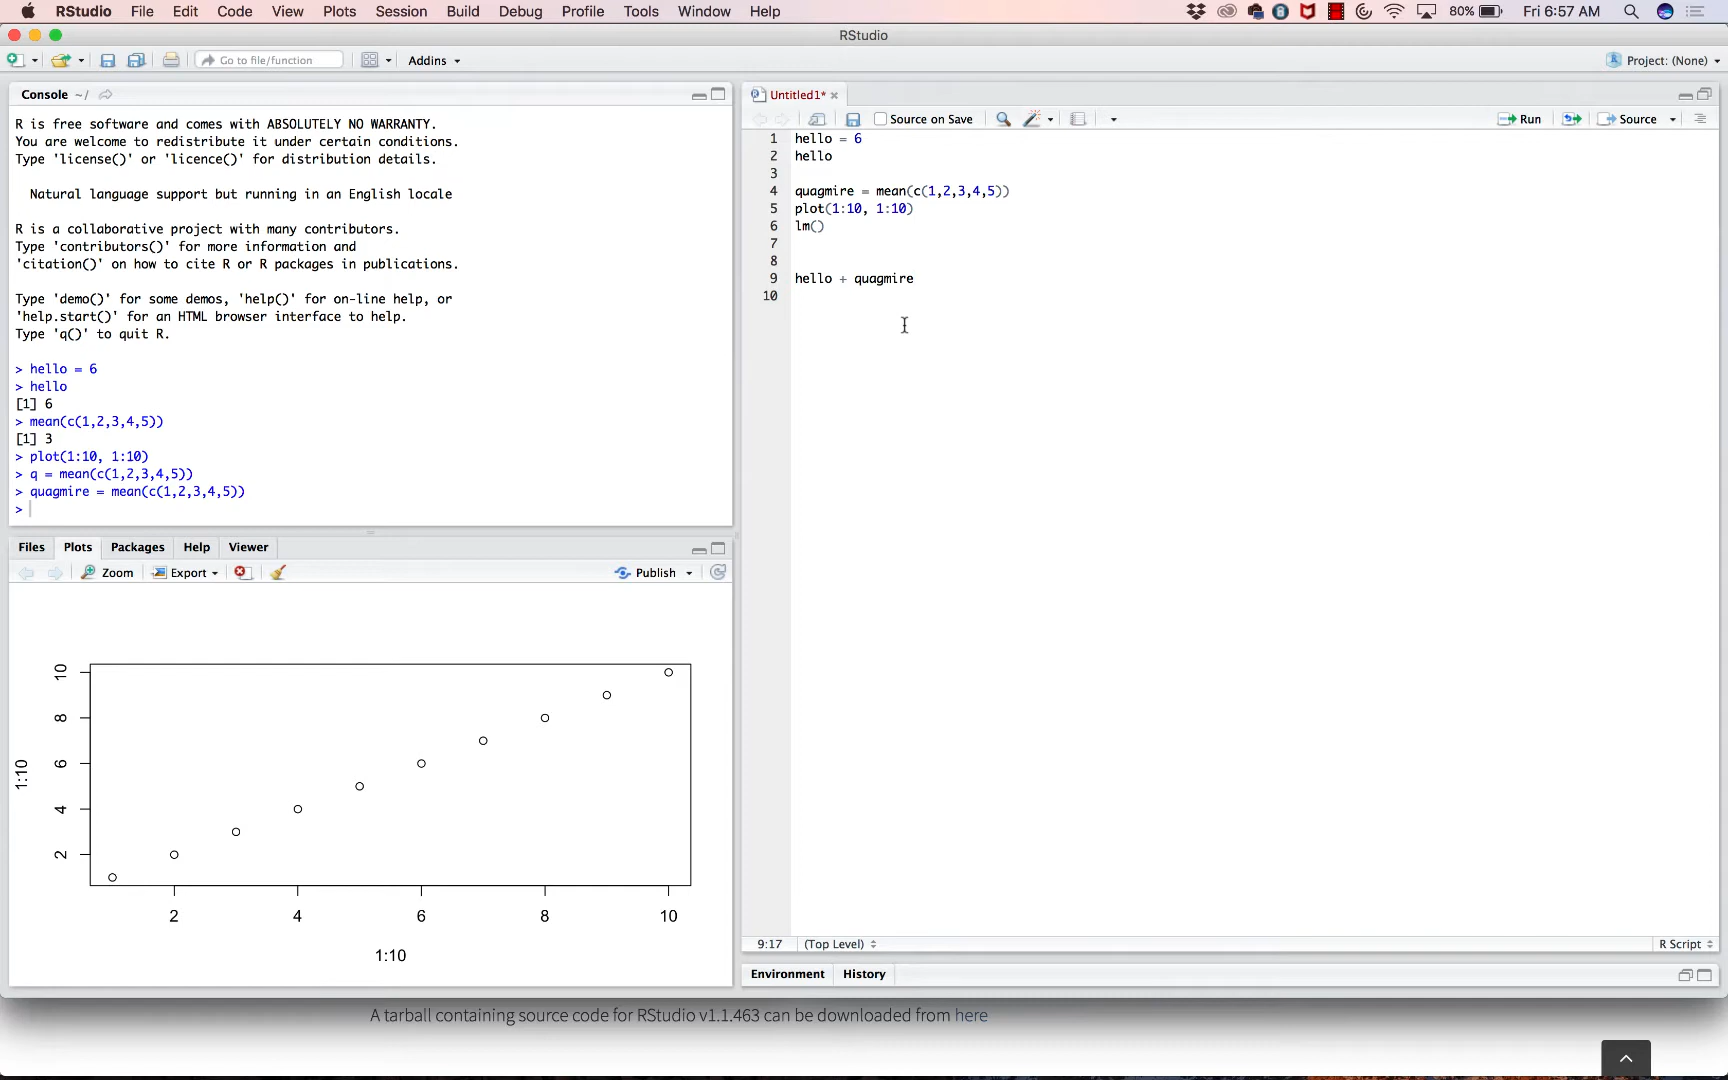 RStudio File Edit Code View Plots Session Build Debug Profile Tools Window Help 80% Fri 6:57 AM
RStudio
Go to file/function Addins Project: (None)
Console ~/
R is free software and comes with ABSOLUTELY NO WARRANTY.
You are welcome to redistribute it under certain conditions.
Type 'license()' or 'licence()' for distribution details.
Natural language support but running in an English locale
R is a collaborative project with many contributors.
Type 'contributors()' for more information and
'citation()' on how to cite R or R packages in publications.
Type 'demo()' for some demos, 'help()' for on-line help, or
'help.start()' for an HTML browser interface to help.
Type 'q()' to quit R.
> hello = 6
> hello
[1] 6
> mean(c(1,2,3,4,5))
[1] 3
> plot(1:10, 1:10)
> q = mean(c(1,2,3,4,5))
> quagmire = mean(c(1,2,3,4,5))
>
Files Plots Packages Help Viewer
Zoom Export Publish
10
8
6
4
2
1:10
2 4 6 8 10
1:10
Untitled1*
Source on Save Run Source
1 hello = 6
2 hello
3
4 quagmire = mean(c(1,2,3,4,5))
5 plot(1:10, 1:10)
6 lm()
7
8
9 hello + quagmire
10
9:17 (Top Level) R Script
Environment History
A tarball containing source code for RStudio v1.1.463 can be downloaded from here